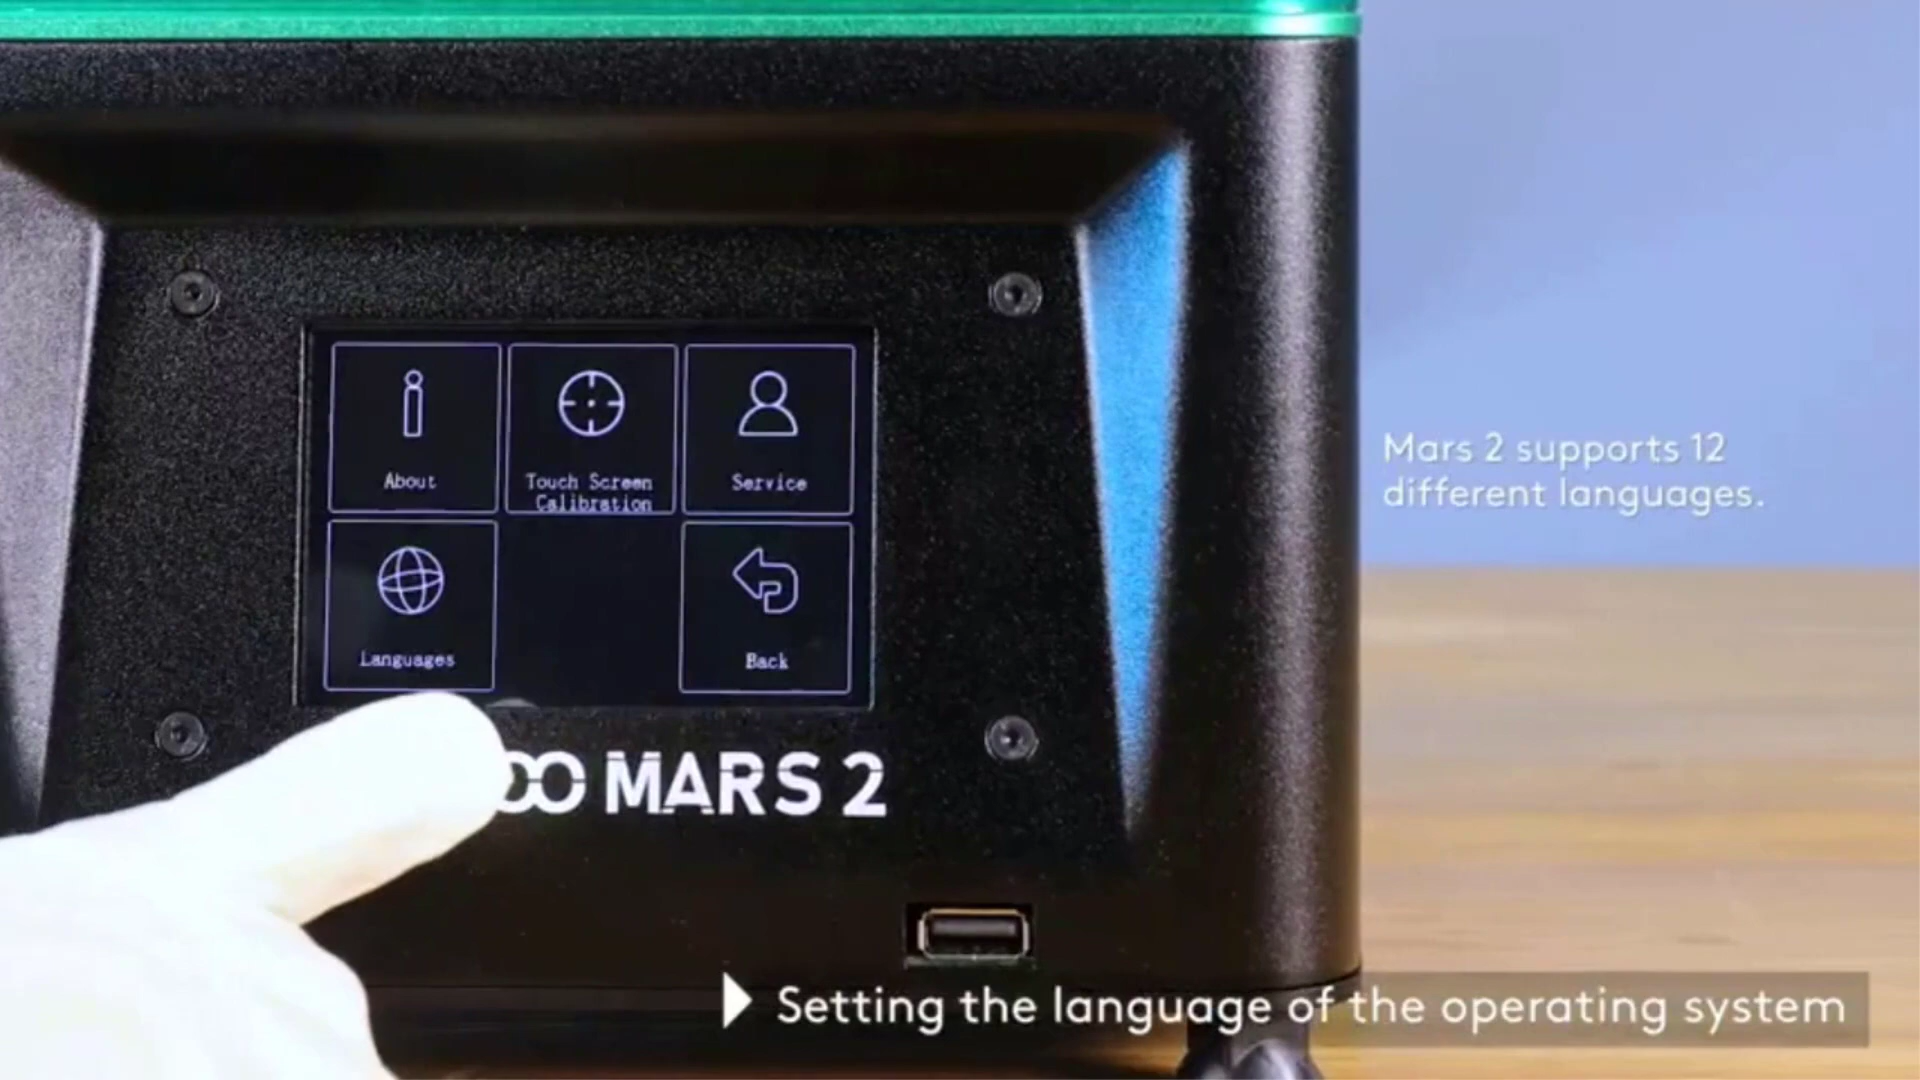 About
Touch Screen
Calibration
Service
Languages
Back
MARS 2
Mars 2 supports 12
different languages.
Setting the language of the operating system